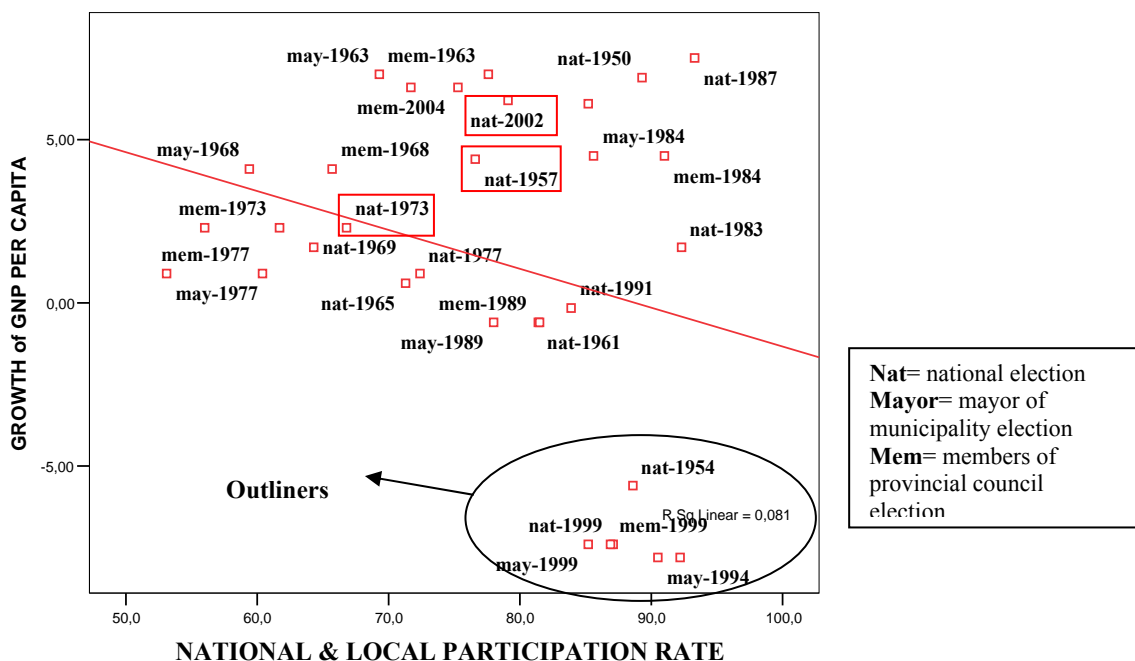 may-1963 mem-1963
nat-1950
nat-1987
mem-2004
nat-2002
may-1984
5,00
may-1968
mem-1968
nat-1957
mem-1984
mem-1973
nat-1973
nat-1983
mem-1977
nat-1969
nat-1977
may-1977
nat-1965
mem-1989
nat-1991
0,00
may-1989
nat-1961
GROWTH of GNP PER CAPITA
-5,00
Outliners
nat-1954
R Sq Linear = 0,081
nat-1999 mem-1999
may-1999
may-1994
50,0 60,0 70,0 80,0 90,0 100,0
NATIONAL & LOCAL PARTICIPATION RATE
Nat= national election
Mayor= mayor of
municipality election
Mem= members of
provincial council
election